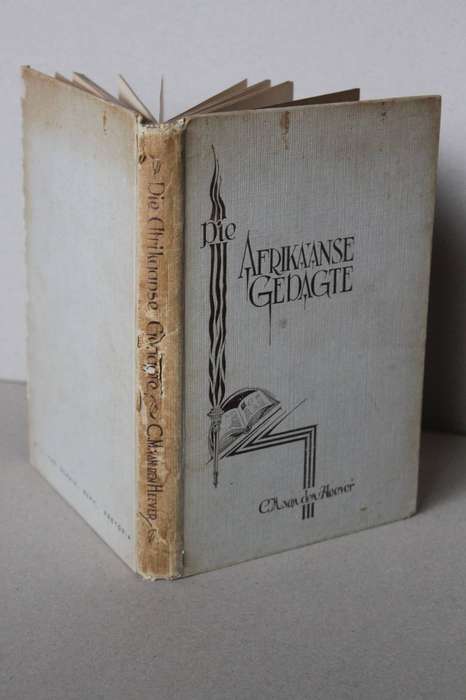 Die
AFRIKAANSE
GEDAGTE
C.M. van den Heever
Die Afrikaanse Gedagte
C.M. VAN DEN HEEVER